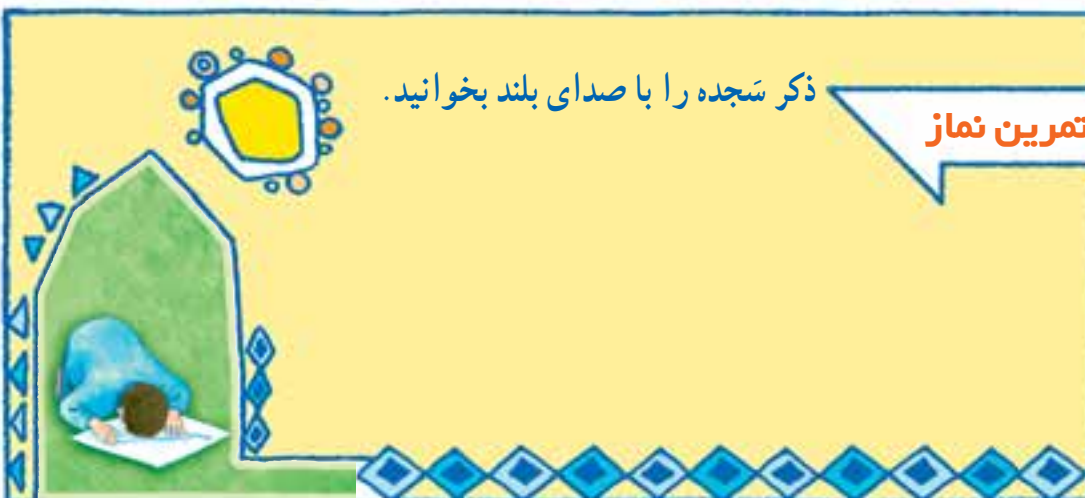 تمرین نماز
ذکر سَجده را با صدای بلند بخوانید.